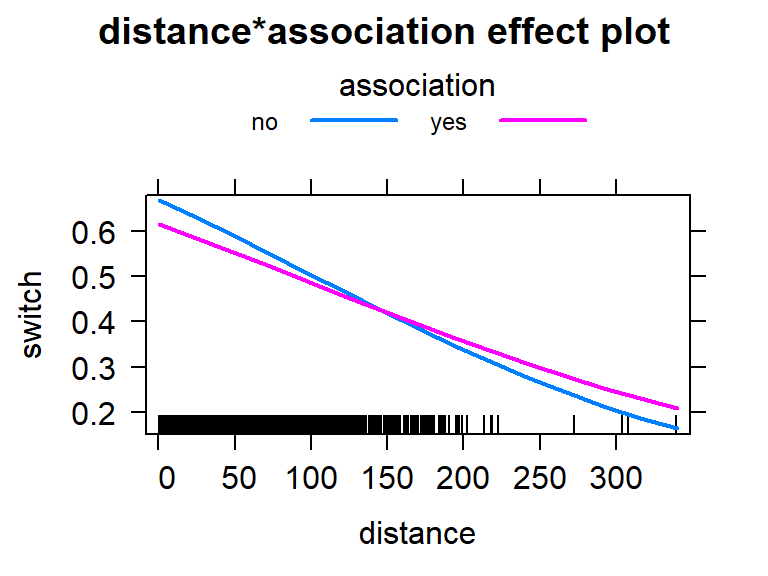 distance*association effect plot
association
no yes
0.6
0.5
0.4
0.3
0.2
switch
0 50 100 150 200 250 300
distance